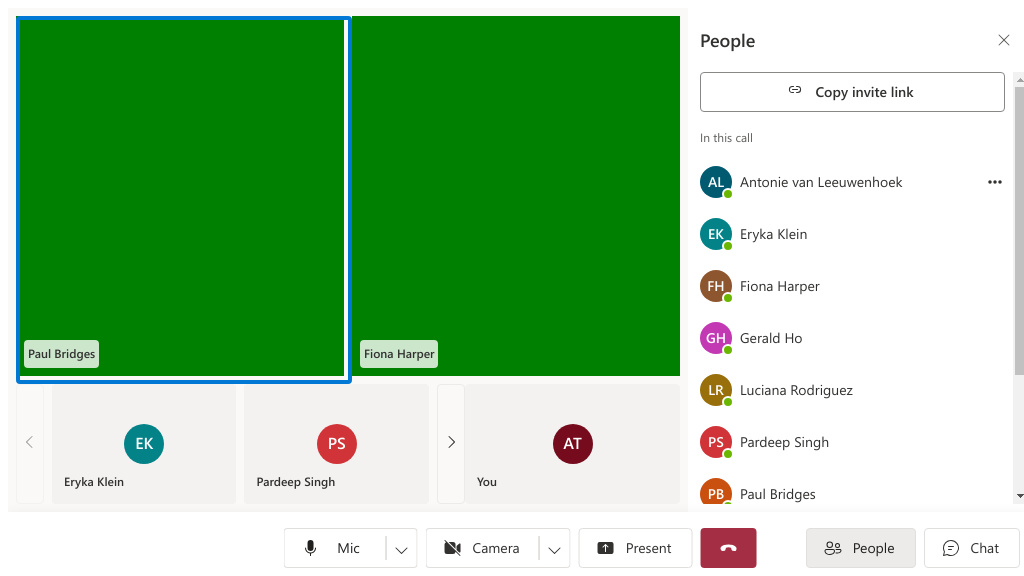 Paul Bridges
Fiona Harper
EK
Eryka Klein
PS
Pardeep Singh
AT
You
People
Copy invite link
In this call
AL Antonie van Leeuwenhoek
EK Eryka Klein
FH Fiona Harper
GH Gerald Ho
LR Luciana Rodriguez
PS Pardeep Singh
PB Paul Bridges
Mic
Camera
Present
People
Chat